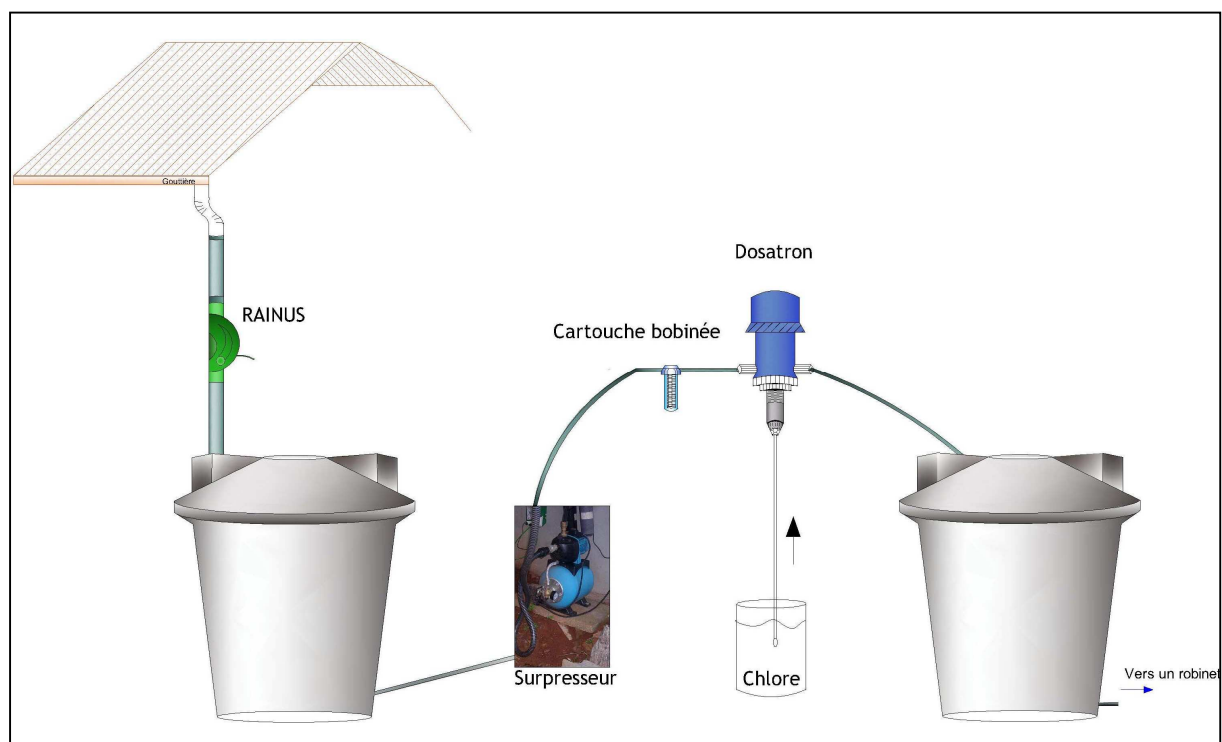 Gouttière
RAINUS
Dosatron
Cartouche bobinée
Surpresseur
Chlore
Vers un robinet